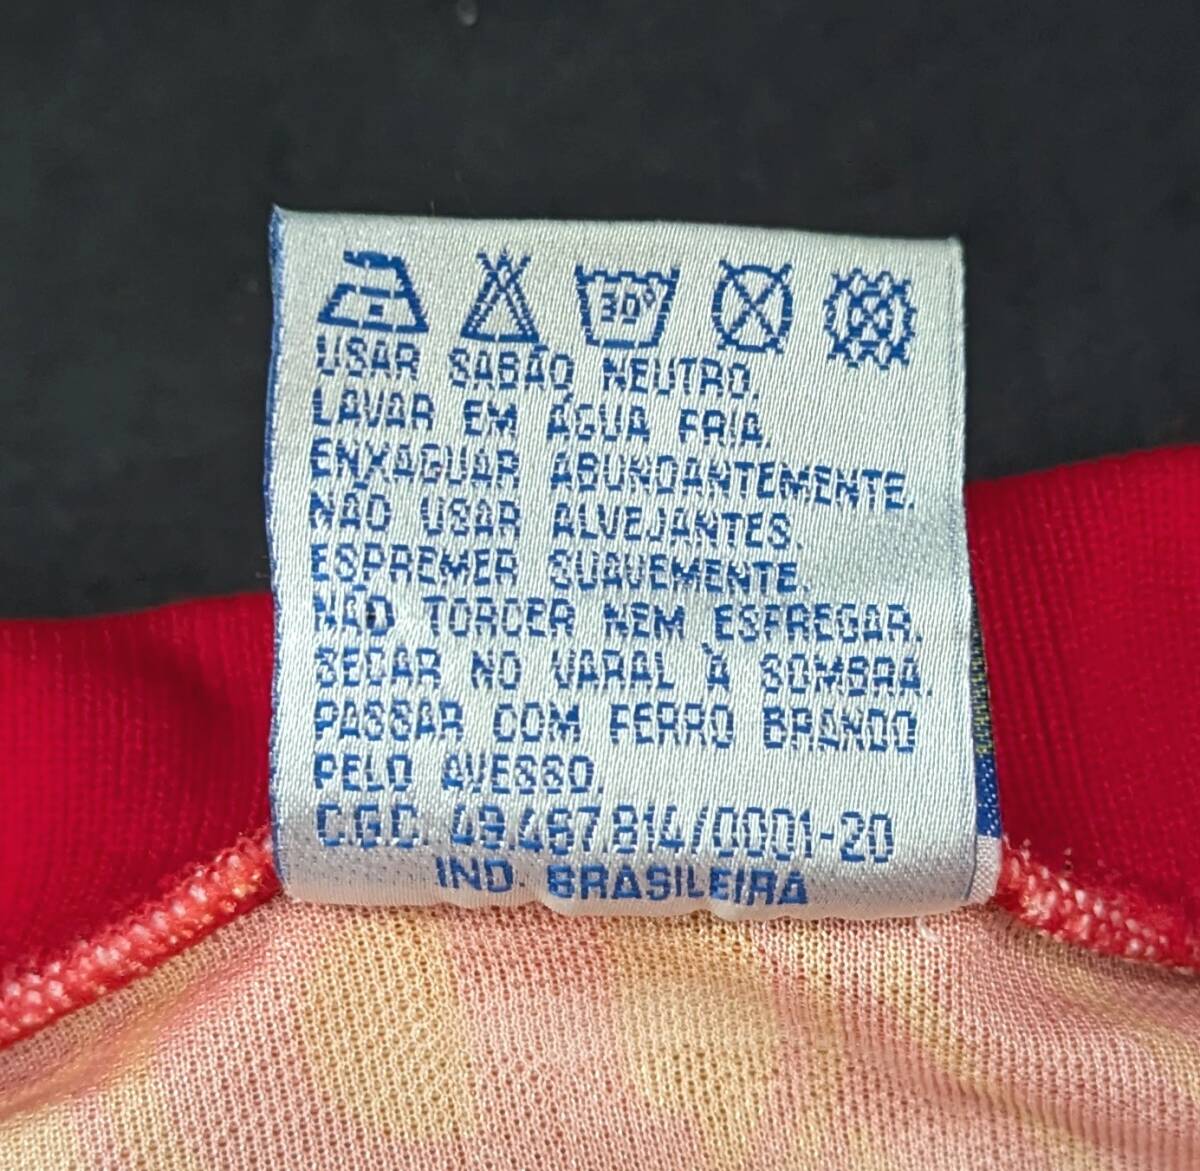 30°
USAR SABÃO NEUTRO.
LAVAR EM ÁGUA FRIA.
ENXAGUAR ABUNDANTEMENTE.
NÃO USAR ALVEJANTES.
ESPREMER SUAVEMENTE.
NÃO TORCER NEM ESFREGAR.
SECAR NO VARAL À SOMBRA.
PASSAR COM FERRO BRANDO
PELO AVESSO.
C.G.C. 49.467.814/0001-20
IND. BRASILEIRA